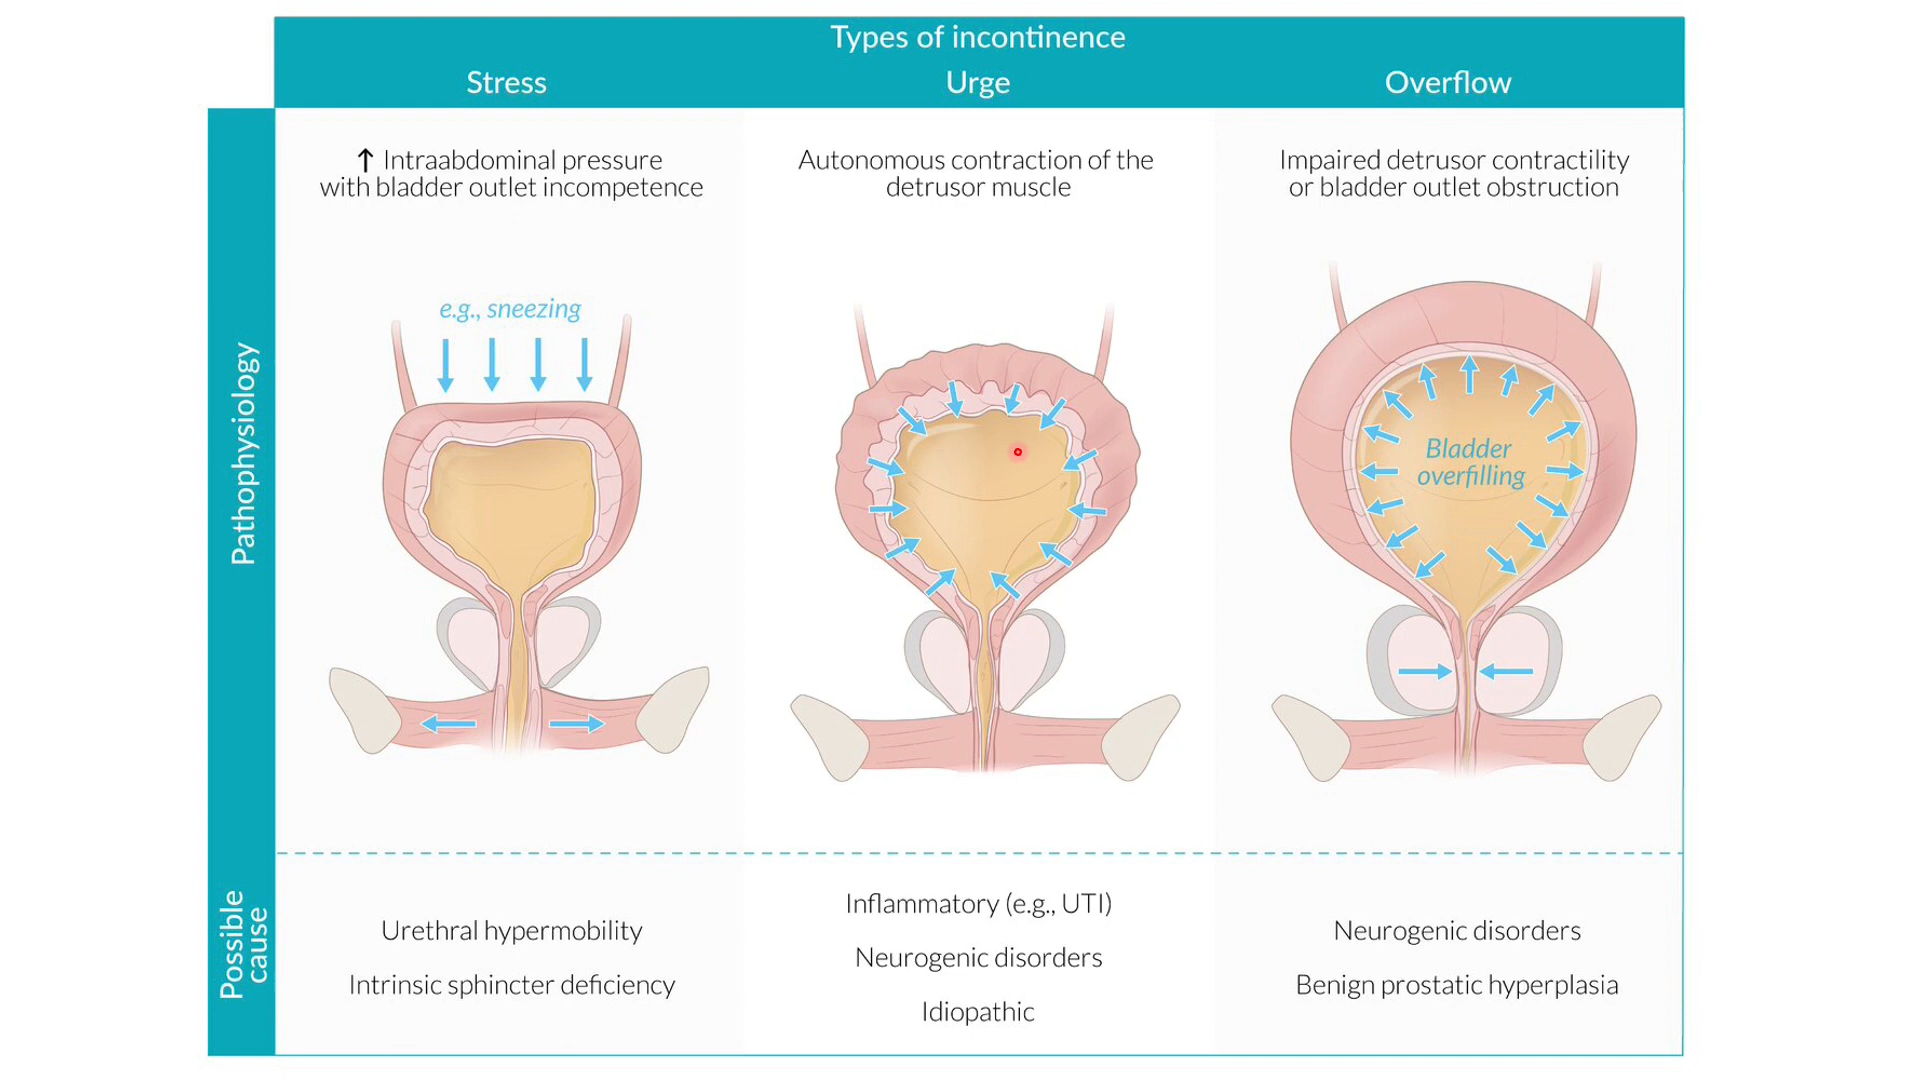 Types of incontinence
Stress
Urge
Overflow
Pathophysiology
↑ Intraabdominal pressure
with bladder outlet incompetence
Autonomous contraction of the
detrusor muscle
Impaired detrusor contractility
or bladder outlet obstruction
e.g., sneezing
Bladder
overfilling
Possible
cause
Urethral hypermobility
Intrinsic sphincter deficiency
Inflammatory (e.g., UTI)
Neurogenic disorders
Idiopathic
Neurogenic disorders
Benign prostatic hyperplasia